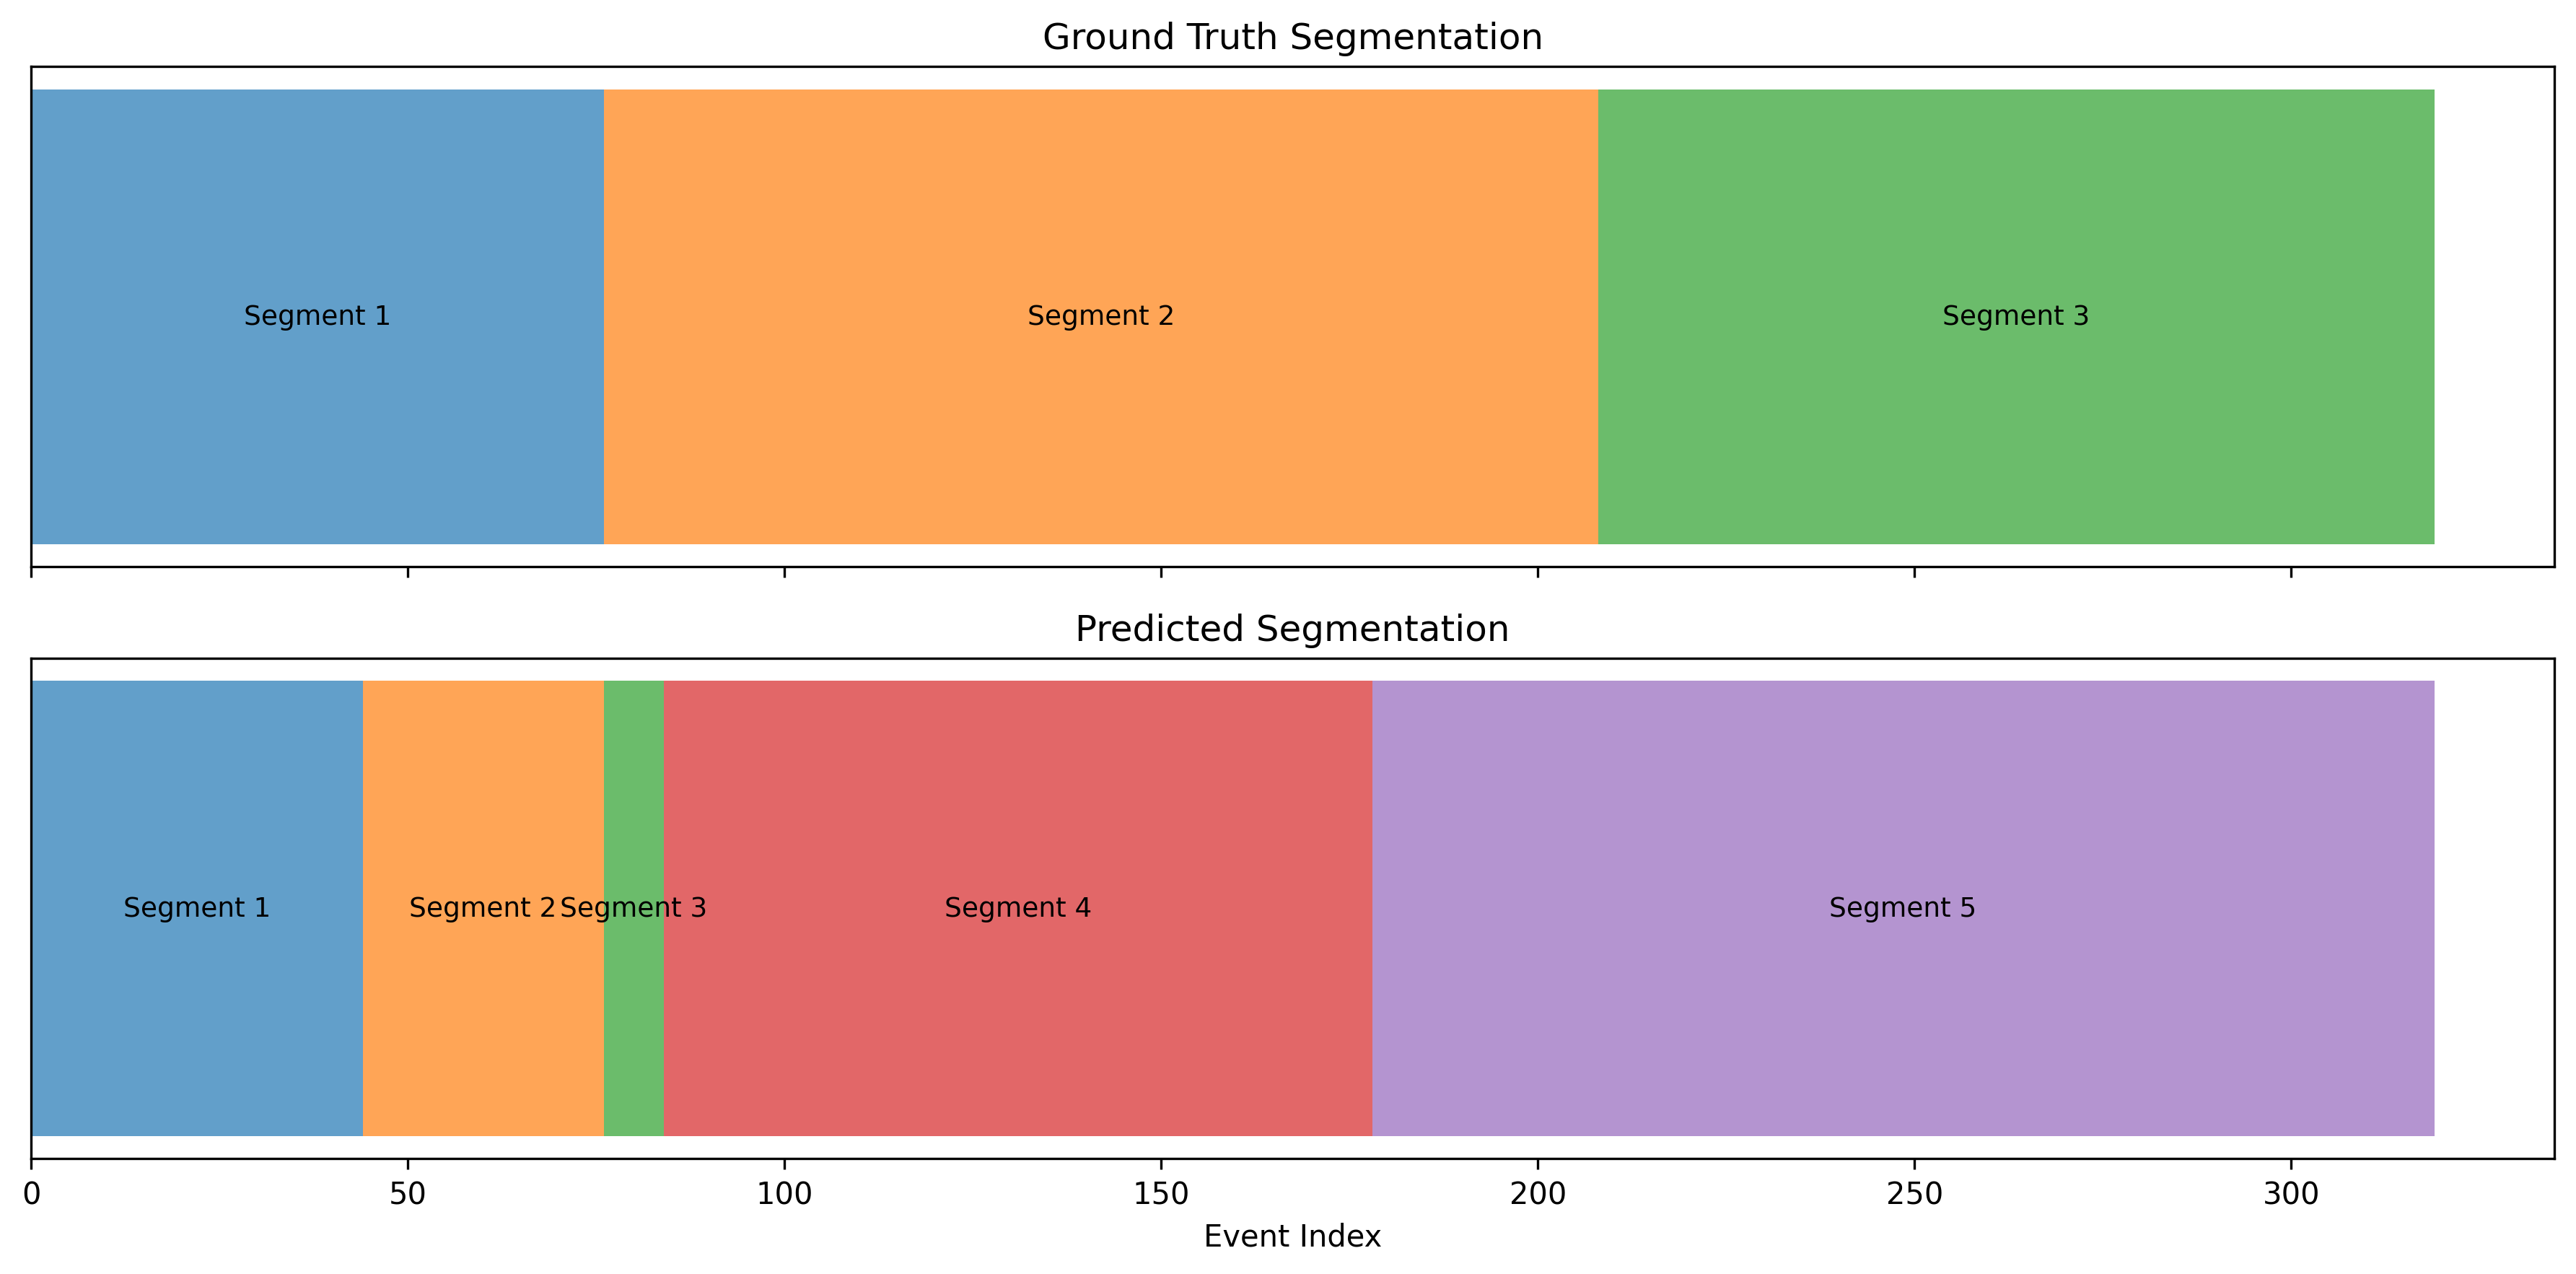 Ground Truth Segmentation
Segment 1 Segment 2 Segment 3
Predicted Segmentation
Segment 1 Segment 2 Segment 3 Segment 4 Segment 5
0 50 100 150 200 250 300
Event Index